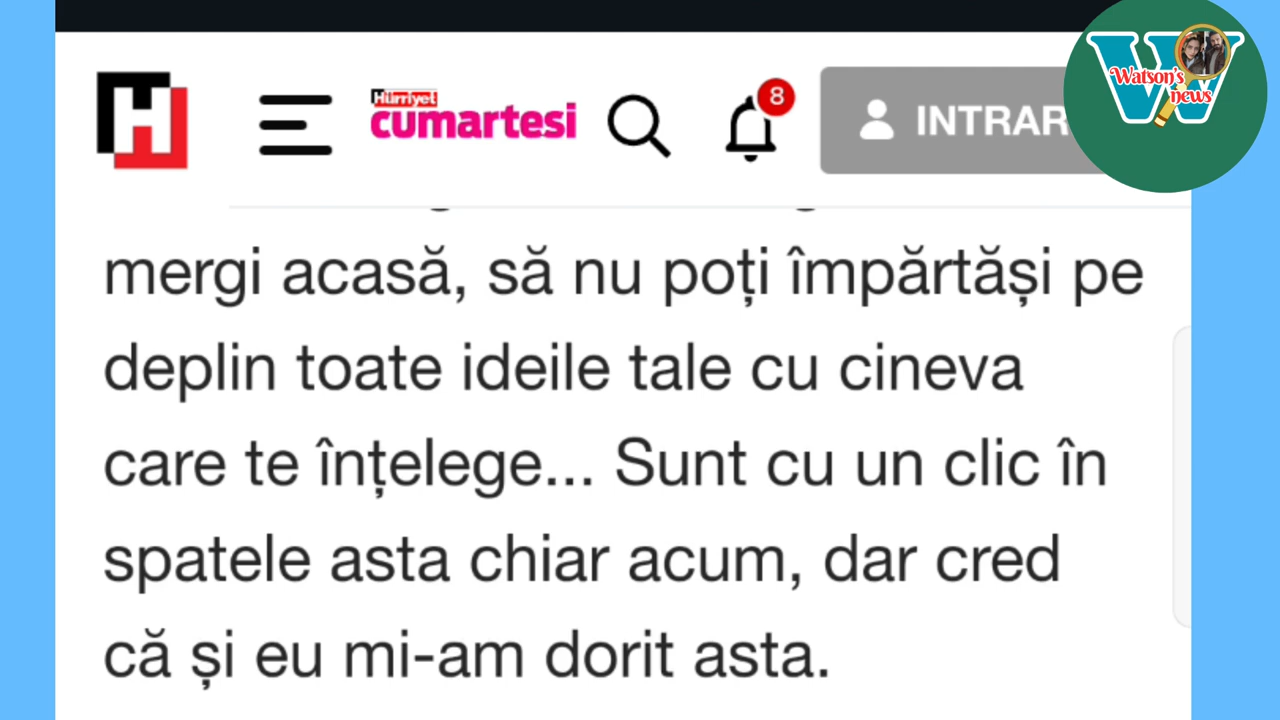 H
Hürriyet
cumartesi
8
INTRAR
Watson's
news
mergi acasă, să nu poți împărtăși pe
deplin toate ideile tale cu cineva
care te înțelege... Sunt cu un clic în
spatele asta chiar acum, dar cred
că și eu mi-am dorit asta.